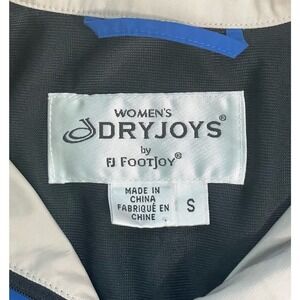 WOMEN'S
DRYJOYS®
by
FJ FOOTJOY®
MADE IN
CHINA
FABRIQUÉ EN
CHINE
S